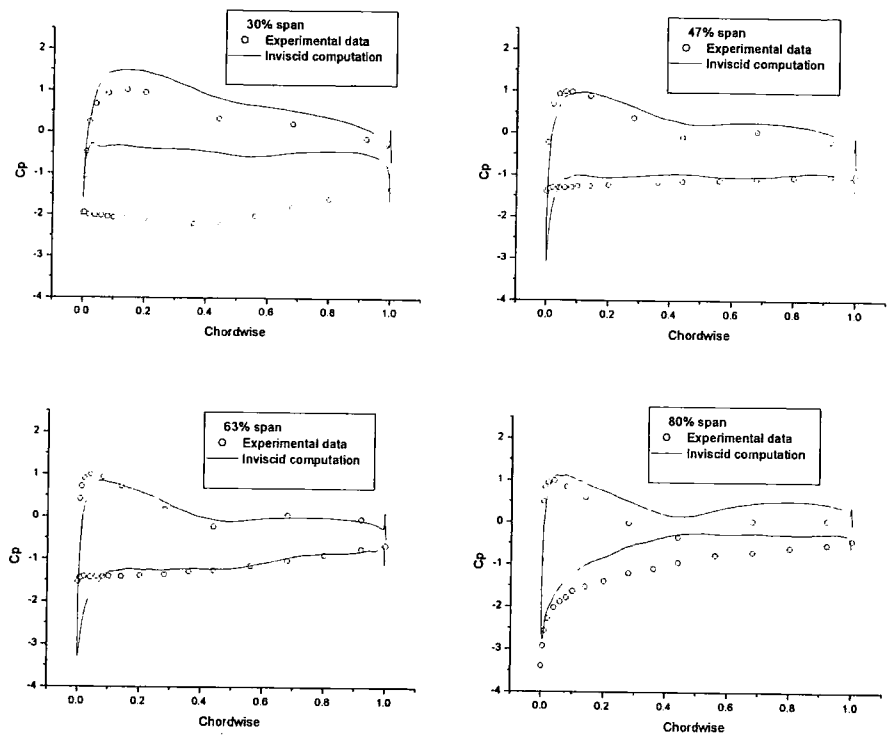 30% span
Experimental data
Inviscid computation
2
1
0
-1
-2
-3
-4
Cp
0.0 0.2 0.4 0.6 0.8 1.0
Chordwise
47% span
Experimental data
Inviscid computation
2
1
0
-1
-2
-3
-4
Cp
0.0 0.2 0.4 0.6 0.8 1.0
Chordwise
63% span
Experimental data
Inviscid computation
2
1
0
-1
-2
-3
-4
Cp
0.0 0.2 0.4 0.6 0.8 1.0
Chordwise
80% span
Experimental data
Inviscid computation
2
1
0
-1
-2
-3
-4
Cp
0.0 0.2 0.4 0.6 0.8 1.0
Chordwise